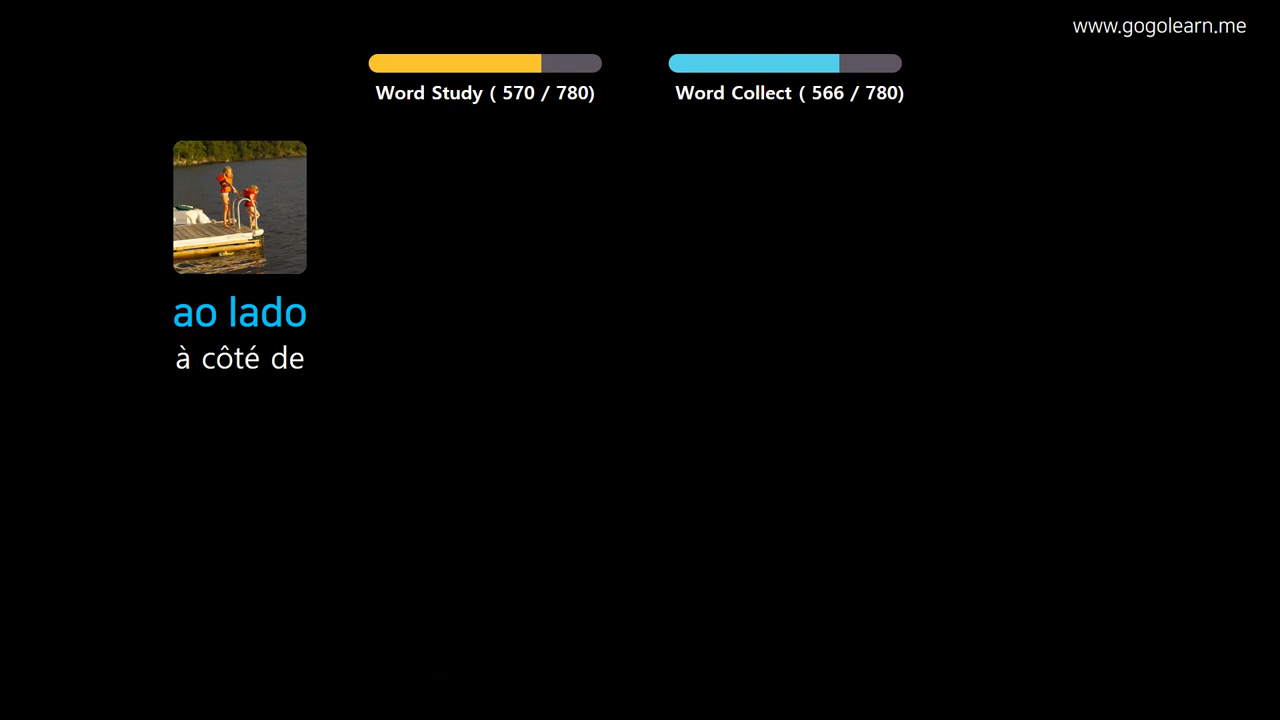 www.gogolearn.me
Word Study ( 570 / 780)
Word Collect ( 566 / 780)
ao lado
à côté de